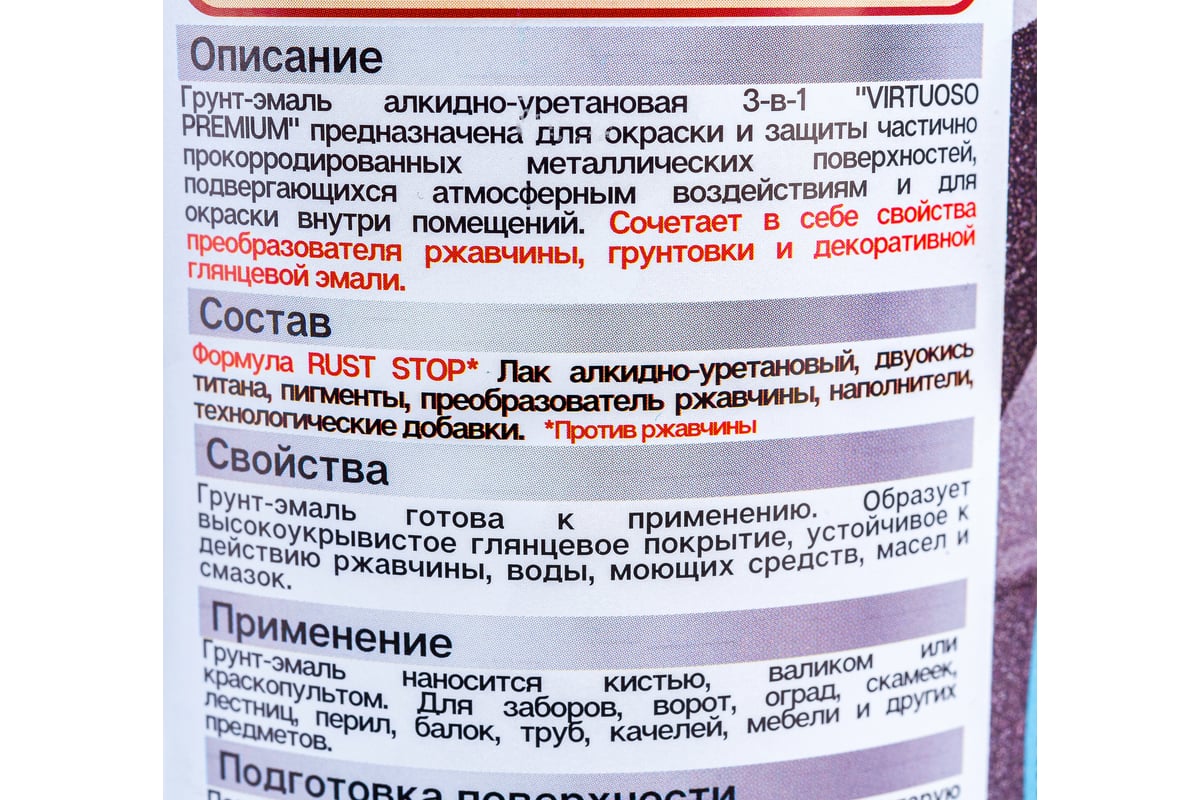 Описание
Грунт-эмаль алкидно-уретановая 3-в-1 "VIRTUOSO
PREMIUM" предназначена для окраски и защиты частично
прокорродированных металлических поверхностей,
подвергающихся атмосферным воздействиям и для
окраски внутри помещений. Сочетает в себе свойства
преобразователя ржавчины, грунтовки и декоративной
глянцевой эмали.
Состав
Формула RUST STOP* Лак алкидно-уретановый, двуокись
титана, пигменты, преобразователь ржавчины, наполнители,
технологические добавки. *Против ржавчины
Свойства
Грунт-эмаль готова к применению. Образует
высокоукрывистое глянцевое покрытие, устойчивое к
действию ржавчины, воды, моющих средств, масел и
смазок.
Применение
Грунт-эмаль наносится кистью, валиком или
краскопультом. Для заборов, ворот, оград, скамеек,
лестниц, перил, балок, труб, качелей, мебели и других
предметов.
Подготовка поверхности